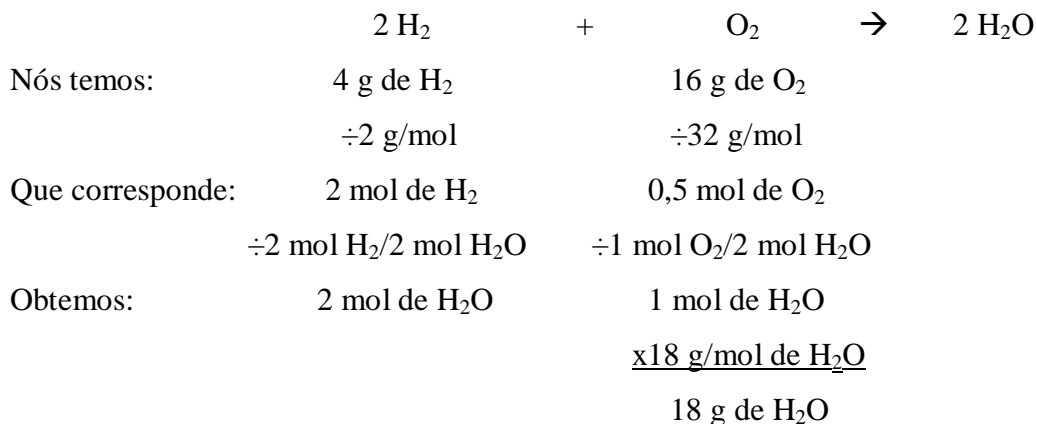 2 H₂ + O₂ → 2 H₂O
Nós temos: 4 g de H₂ 16 g de O₂
÷2 g/mol ÷32 g/mol
Que corresponde: 2 mol de H₂ 0,5 mol de O₂
÷2 mol H₂/2 mol H₂O ÷1 mol O₂/2 mol H₂O
Obtemos: 2 mol de H₂O 1 mol de H₂O
x18 g/mol de H₂O
18 g de H₂O